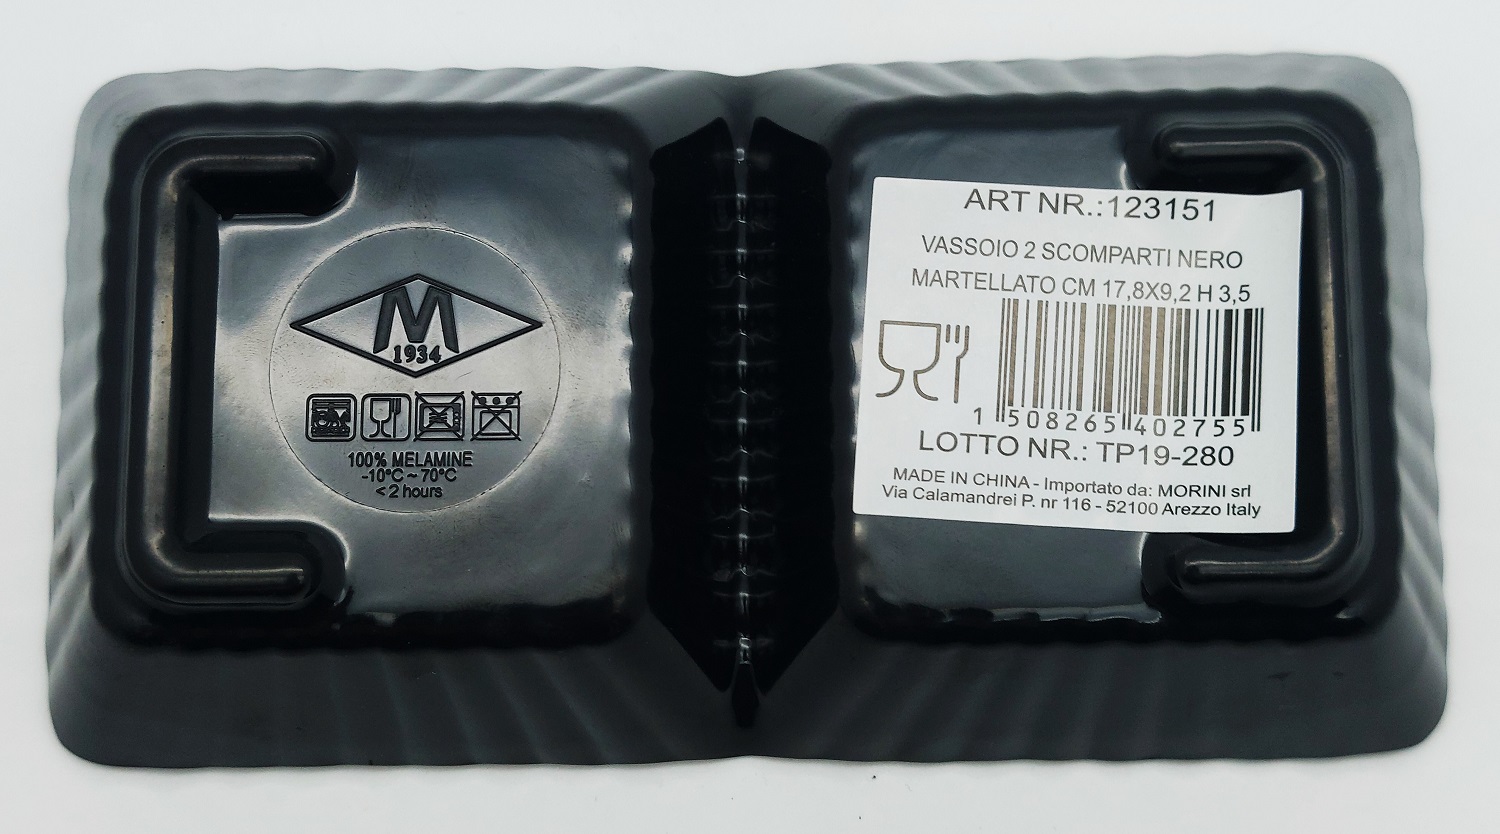 M
1934
100% MELAMINE
-10°C ~ 70°C
< 2 hours
ART NR.:123151
VASSOIO 2 SCOMPARTI NERO
MARTELLATO CM 17,8X9,2 H 3,5
1 508265 402755
LOTTO NR.: TP19-280
MADE IN CHINA - Importato da: MORINI srl
Via Calamandrei P. nr 116 - 52100 Arezzo Italy